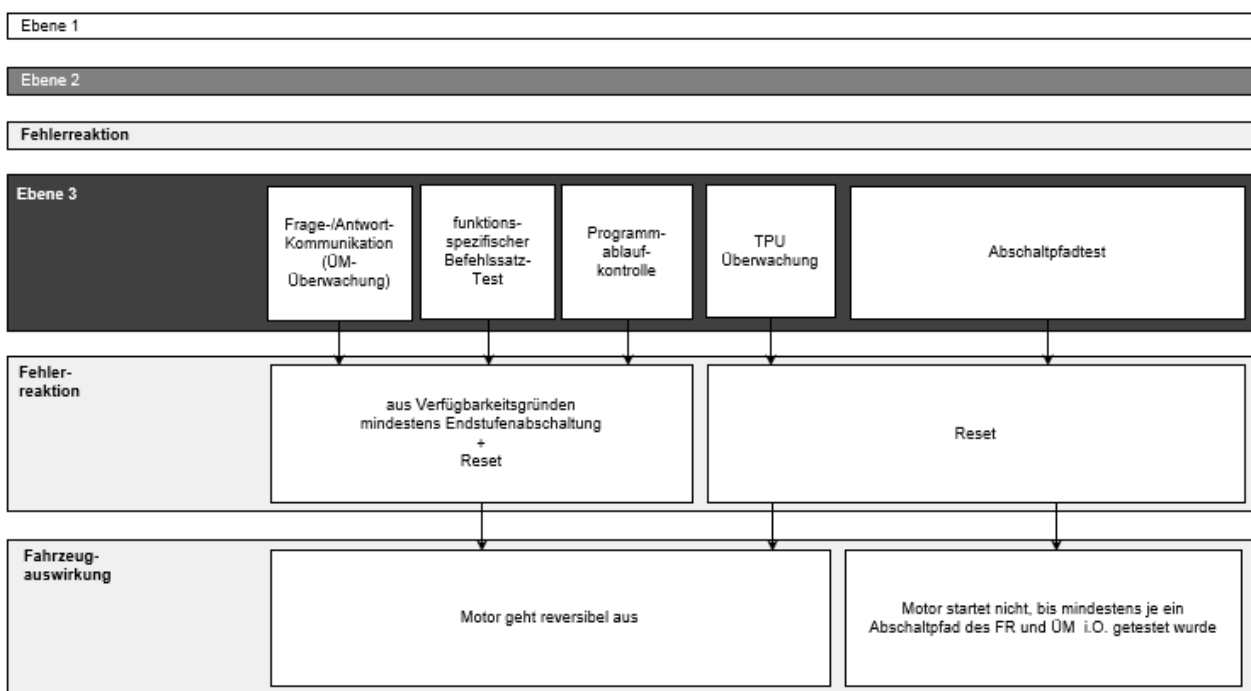 Ebene 1
Ebene 2
Fehlerreaktion
Ebene 3
Frage-/Antwort-
Kommunikation
(ÜM-
Überwachung)
funktions-
spezifischer
Befehlssatz-
Test
Programm-
ablauf-
kontrolle
TPU
Überwachung
Abschaltpfadtest
Fehler-
reaktion
aus Verfügbarkeitsgründen
mindestens Endstufenabschaltung
+
Reset
Reset
Fahrzeug-
auswirkung
Motor geht reversibel aus
Motor startet nicht, bis mindestens je ein
Abschaltpfad des FR und ÜM i.O. getestet wurde